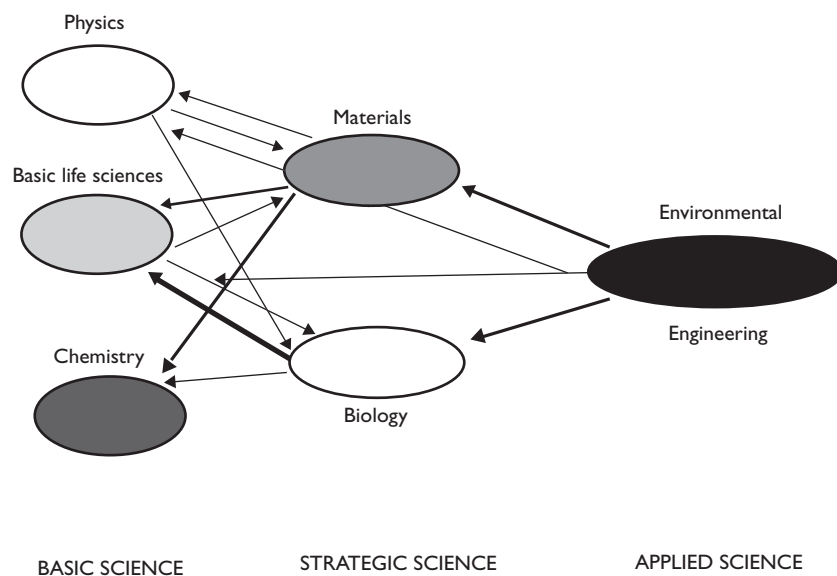 Physics
Materials
Basic life sciences
Environmental
Engineering
Chemistry
Biology
BASIC SCIENCE
STRATEGIC SCIENCE
APPLIED SCIENCE